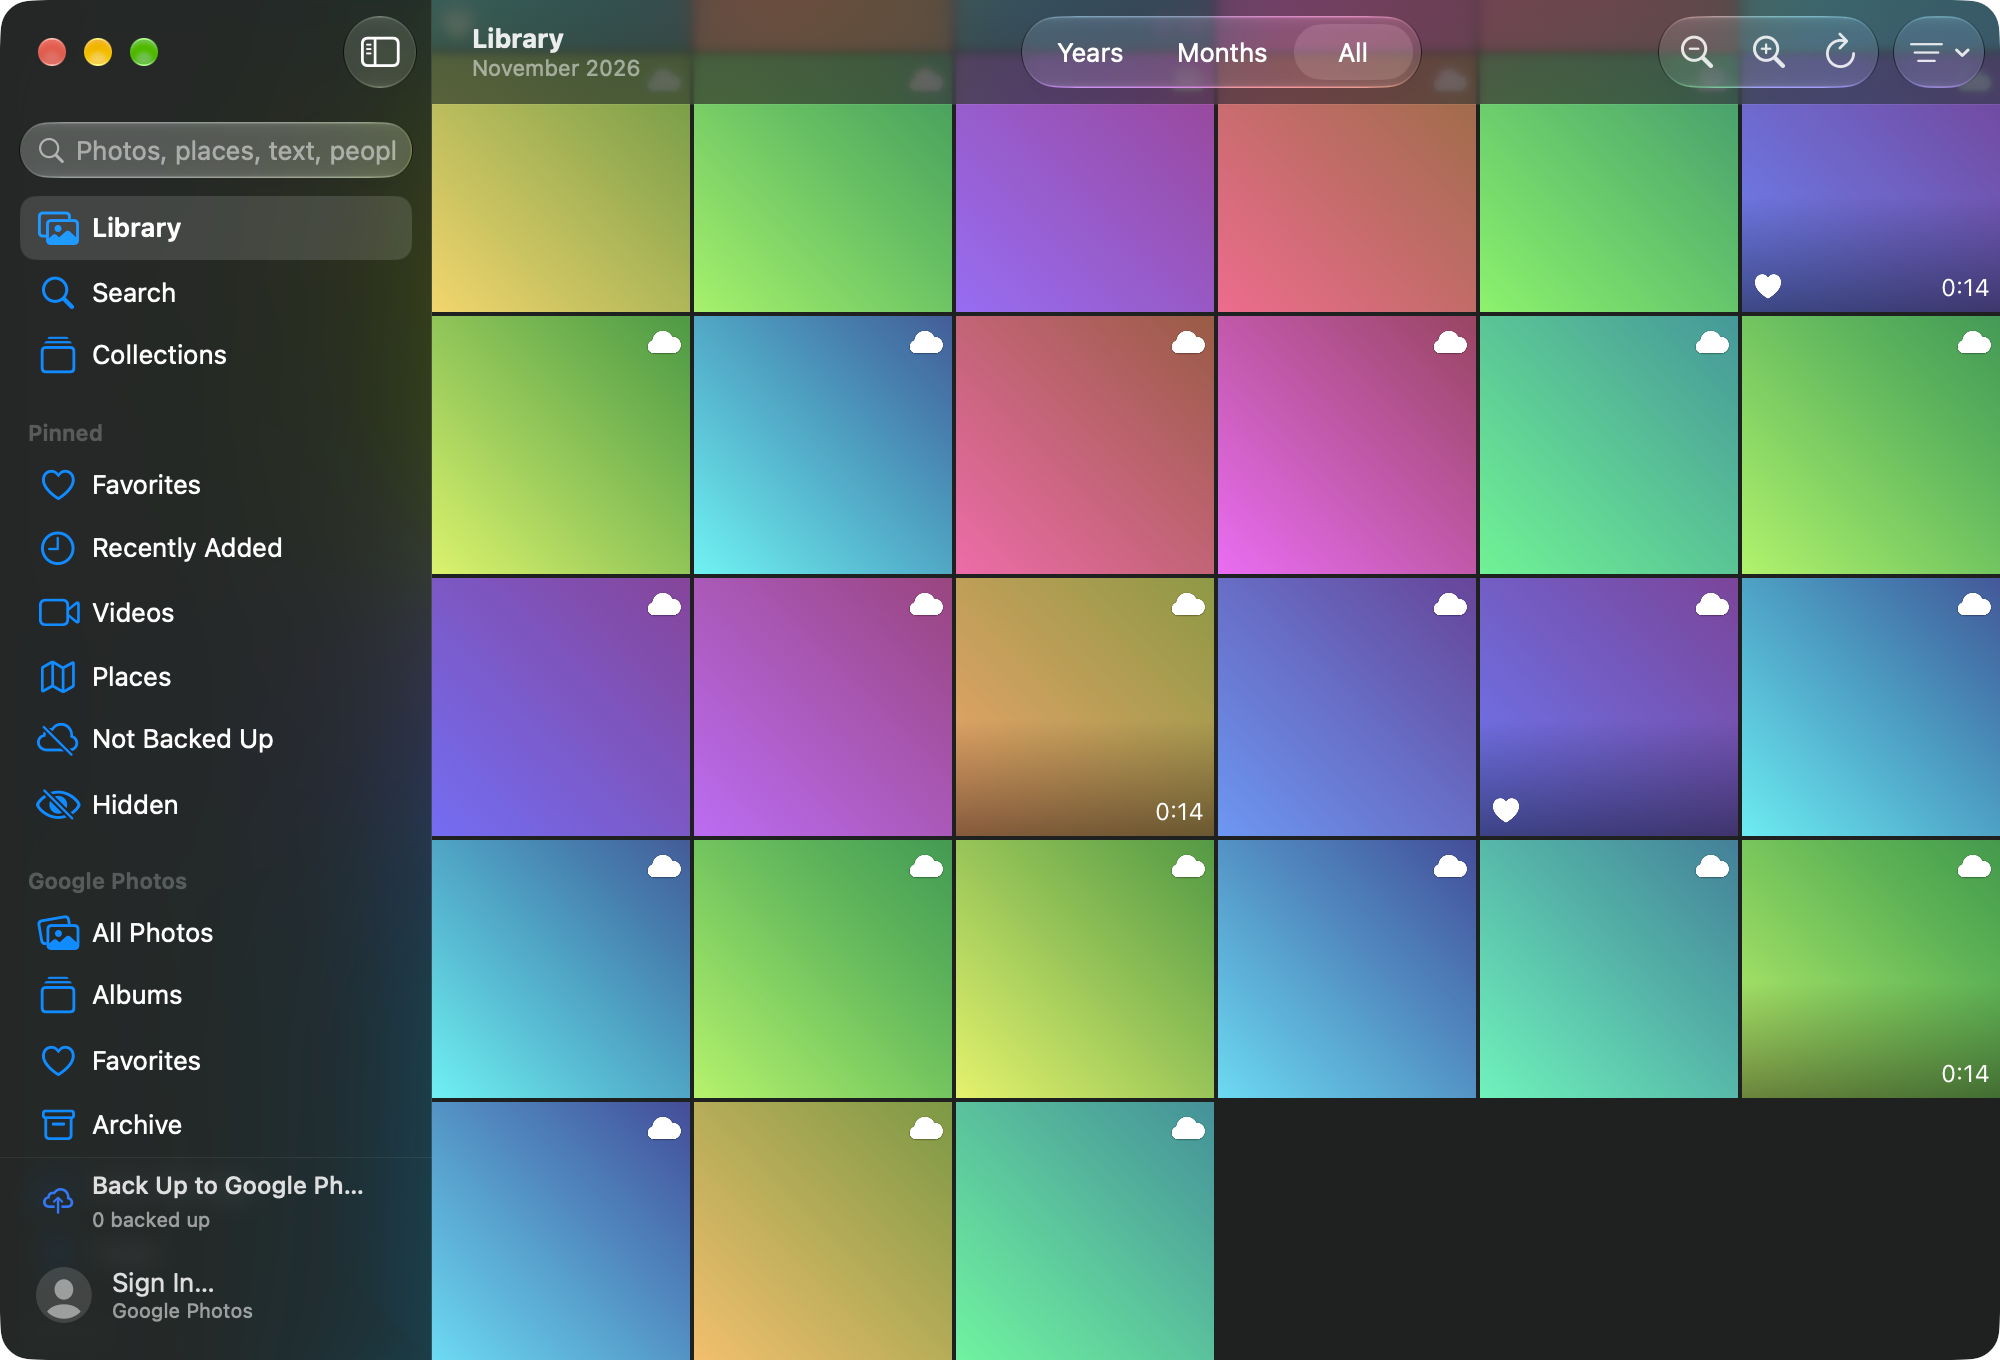 Library
November 2026
Years
Months
All
Photos, places, text, peopl
Library
Search
Collections
Pinned
Favorites
Recently Added
Videos
Places
Not Backed Up
Hidden
Google Photos
All Photos
Albums
Favorites
Archive
Back Up to Google Ph...
0 backed up
Sign In...
Google Photos
0:14
0:14
0:14